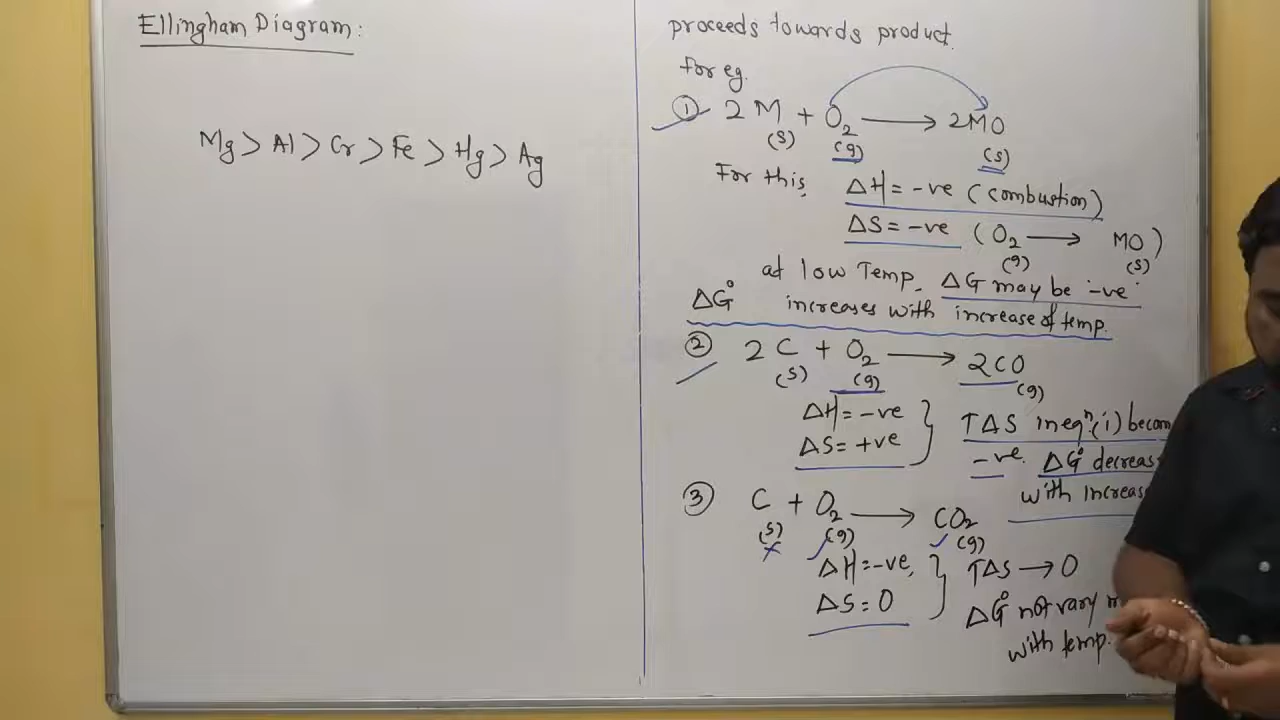 Ellingham Diagram:
Mg > Al > Cr > Fe > Hg > Ag
proceeds towards product.
For eg.
① 2 M (s) + O₂ (g) ⟶ 2MO (s)
For this, ΔH = -ve (combustion)
ΔS = -ve (O₂ (g) ⟶ MO (s))
at low Temp. ΔG may be '-ve'
ΔG° increases with increase of temp.
② 2 C (s) + O₂ (g) ⟶ 2CO (g)
ΔH = -ve
ΔS = +ve
TΔS in eqⁿ (i) becom
-ve. ΔG° decreas
with increas
③ C (s) + O₂ (g) ⟶ CO₂ (g)
ΔH = -ve,
ΔS = 0
TΔS → 0
ΔG° not vary m
with temp.